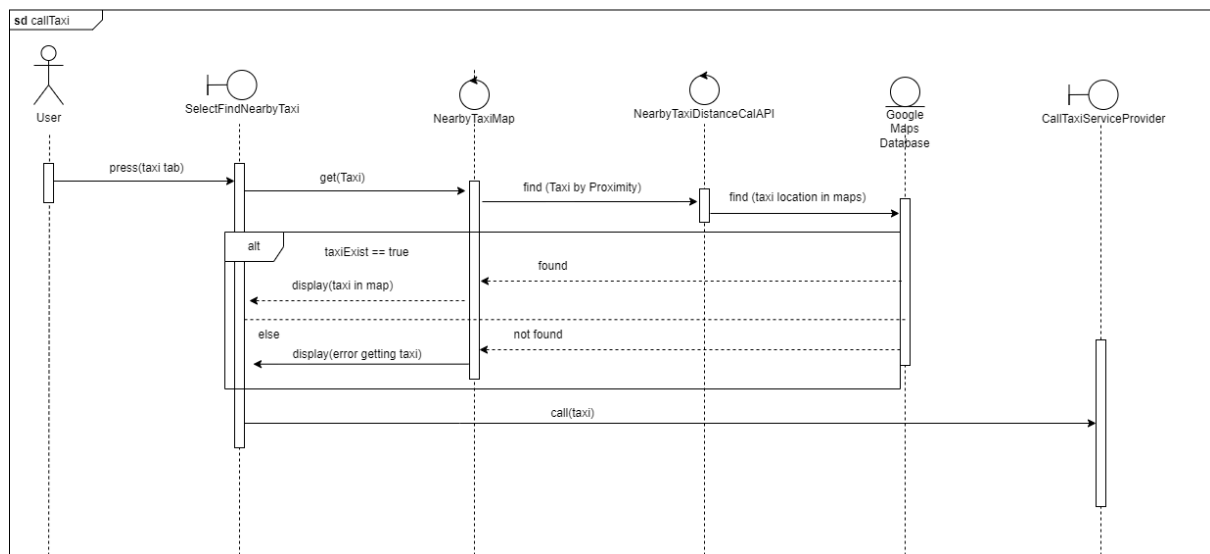 sd callTaxi
User
SelectFindNearbyTaxi
NearbyTaxiMap
NearbyTaxiDistanceCalAPI
Google
Maps
Database
CallTaxiServiceProvider
press(taxi tab)
get(Taxi)
find (Taxi by Proximity)
find (taxi location in maps)
alt
taxiExist == true
found
display(taxi in map)
else
not found
display(error getting taxi)
call(taxi)